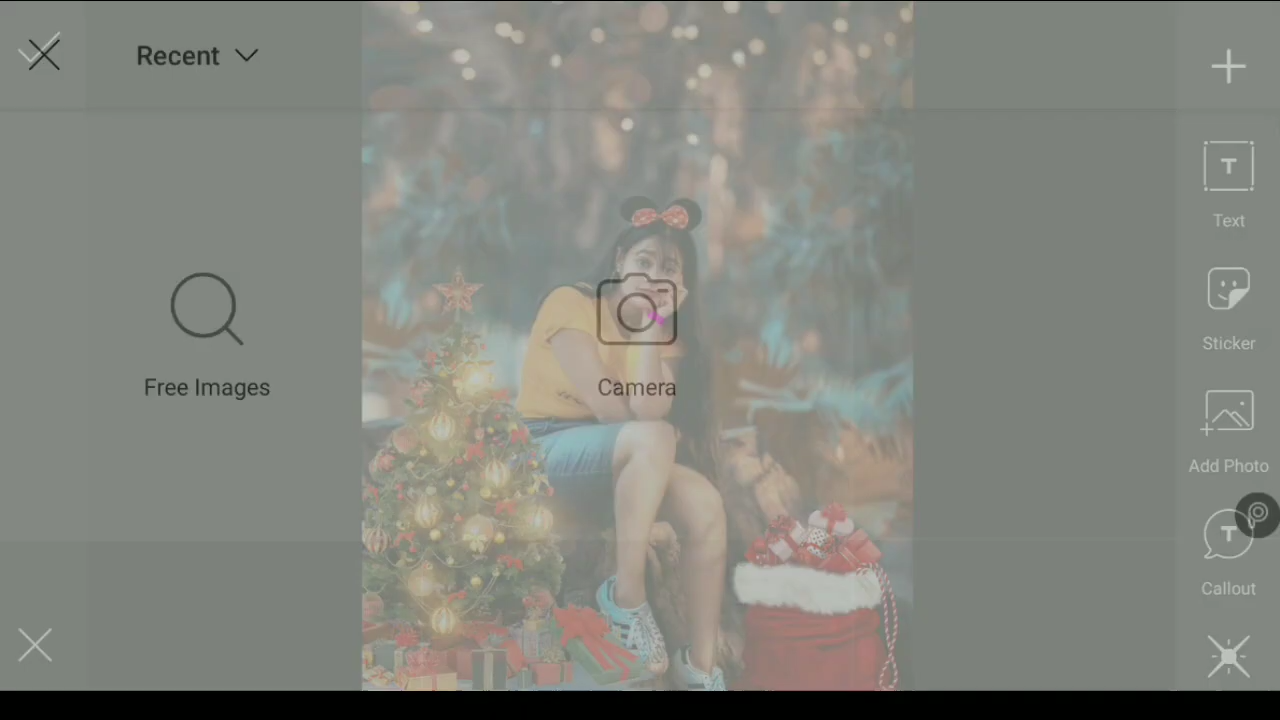 Recent
T
Text
Sticker
Free Images
Camera
Add Photo
T
Callout